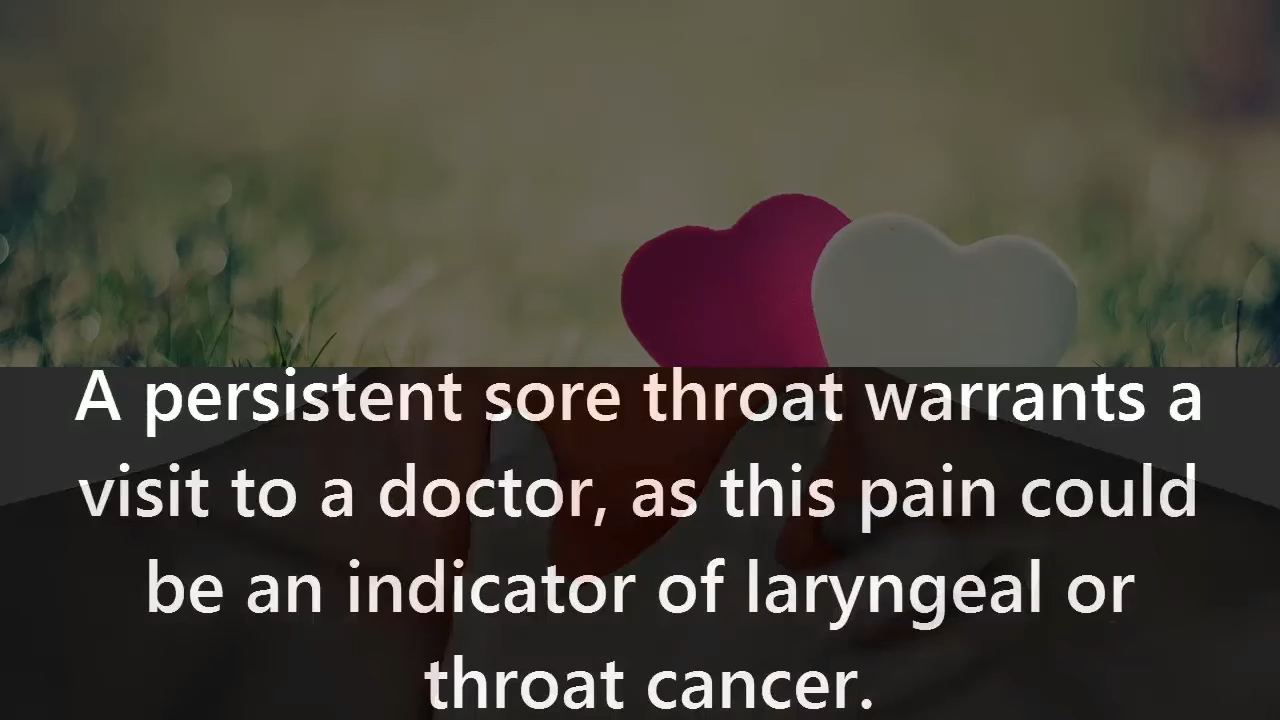 A persistent sore throat warrants a
visit to a doctor, as this pain could
be an indicator of laryngeal or
throat cancer.